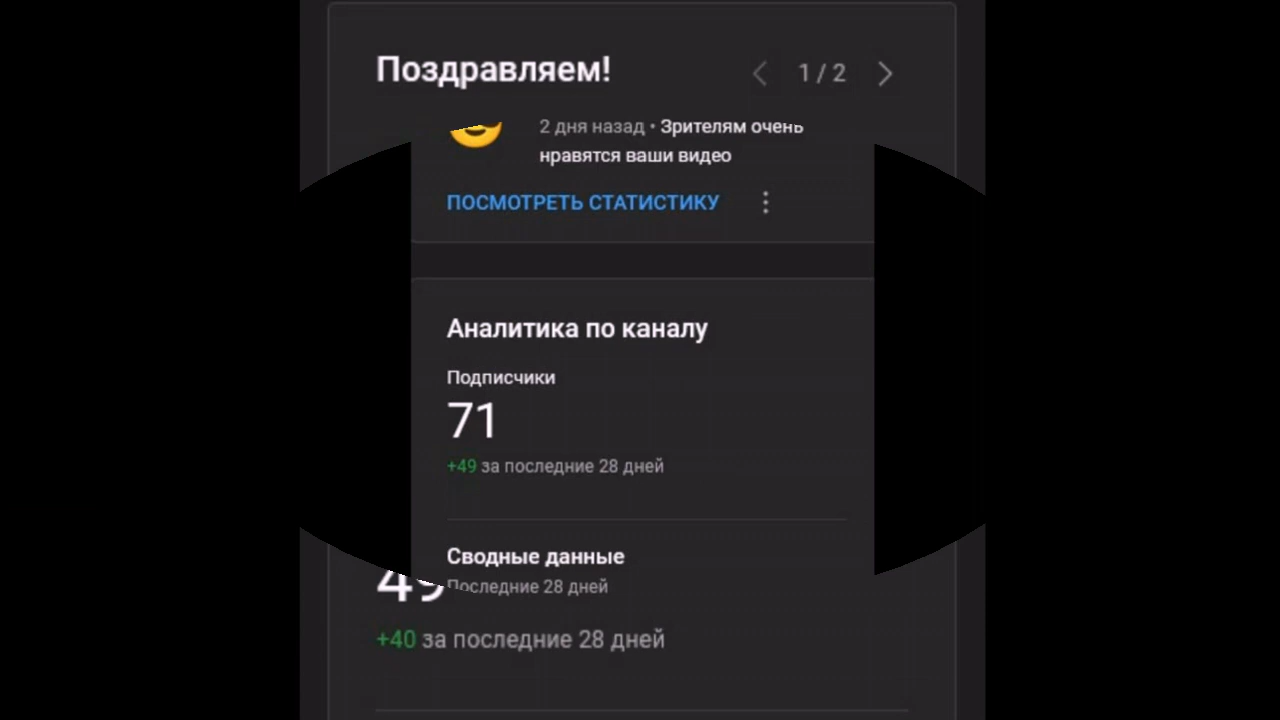 Поздравляем!
1 / 2
2 дня назад • Зрителям очень
нравятся ваши видео
ПОСМОТРЕТЬ СТАТИСТИКУ
Аналитика по каналу
Подписчики
71
+49 за последние 28 дней
Сводные данные
Последние 28 дней
49
+40 за последние 28 дней